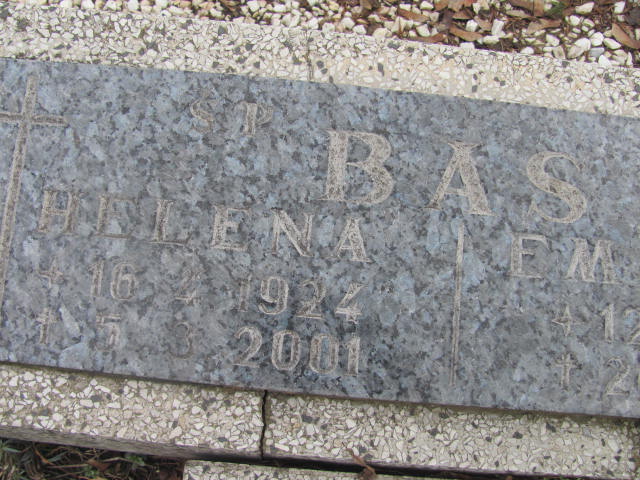 SP
BAS
HELENA
* 16 4 1924
† 5 3 2001
EM
* 12
† 2